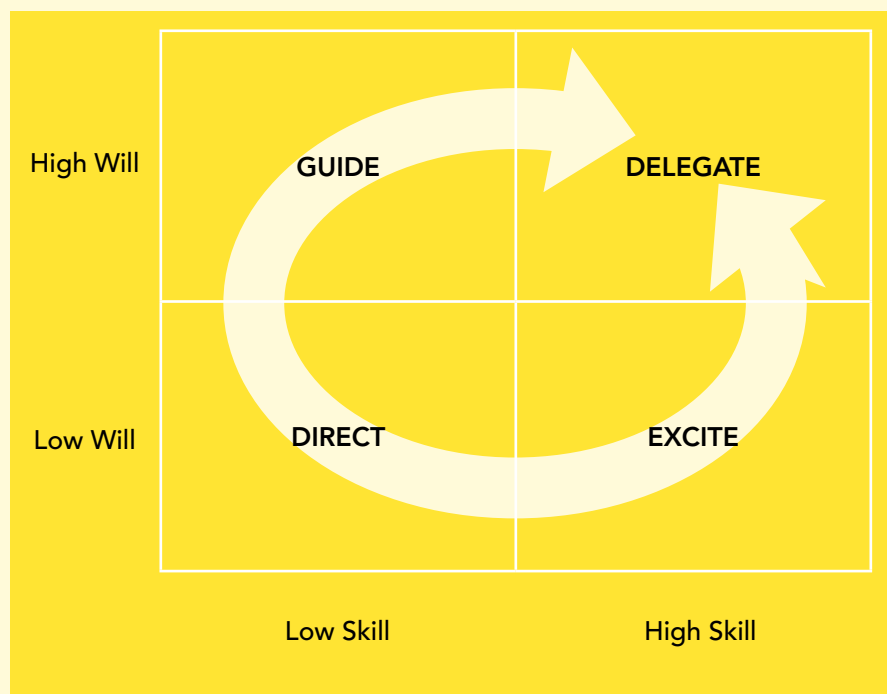 High Will
GUIDE
DELEGATE
Low Will
DIRECT
EXCITE
Low Skill
High Skill